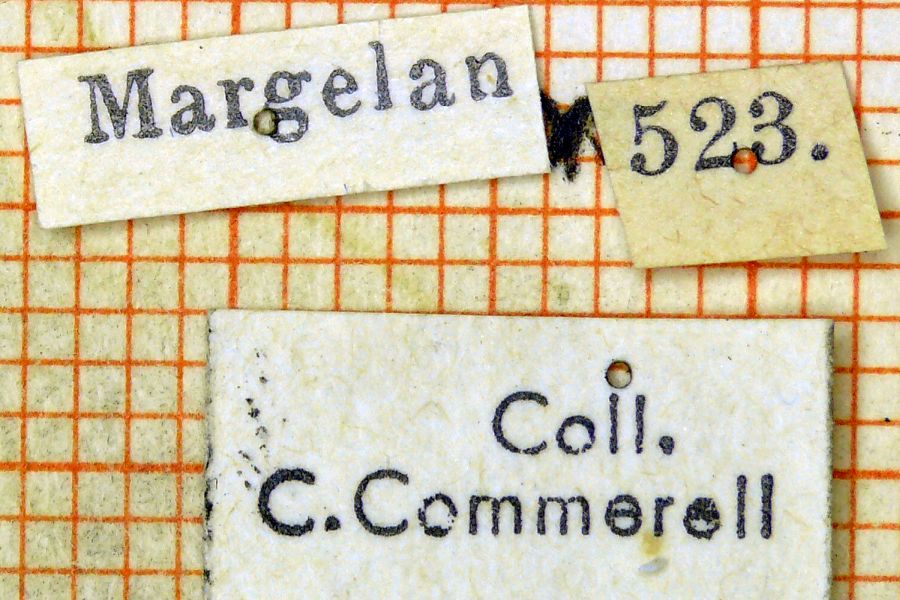 Margelan
523.
Coll.
C. Commerell